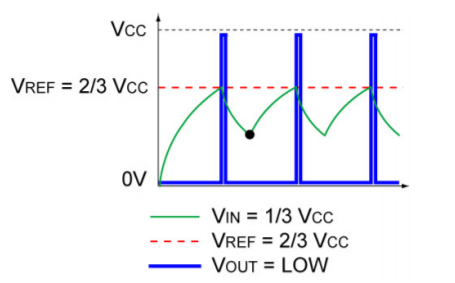 VCC
VREF = 2/3 VCC
0V
VIN = 1/3 VCC
VREF = 2/3 VCC
VOUT = LOW